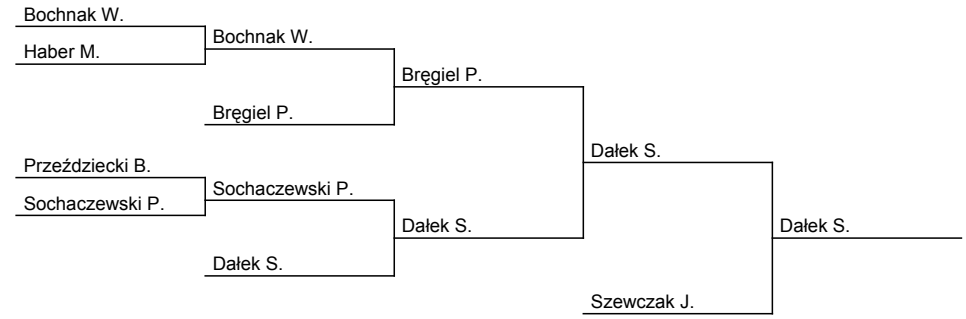 Bochnak W.
Haber M.
Bochnak W.
Bręgiel P.
Bręgiel P.
Przeździecki B.
Sochaczewski P.
Sochaczewski P.
Dałek S.
Dałek S.
Dałek S.
Szewczak J.
Dałek S.